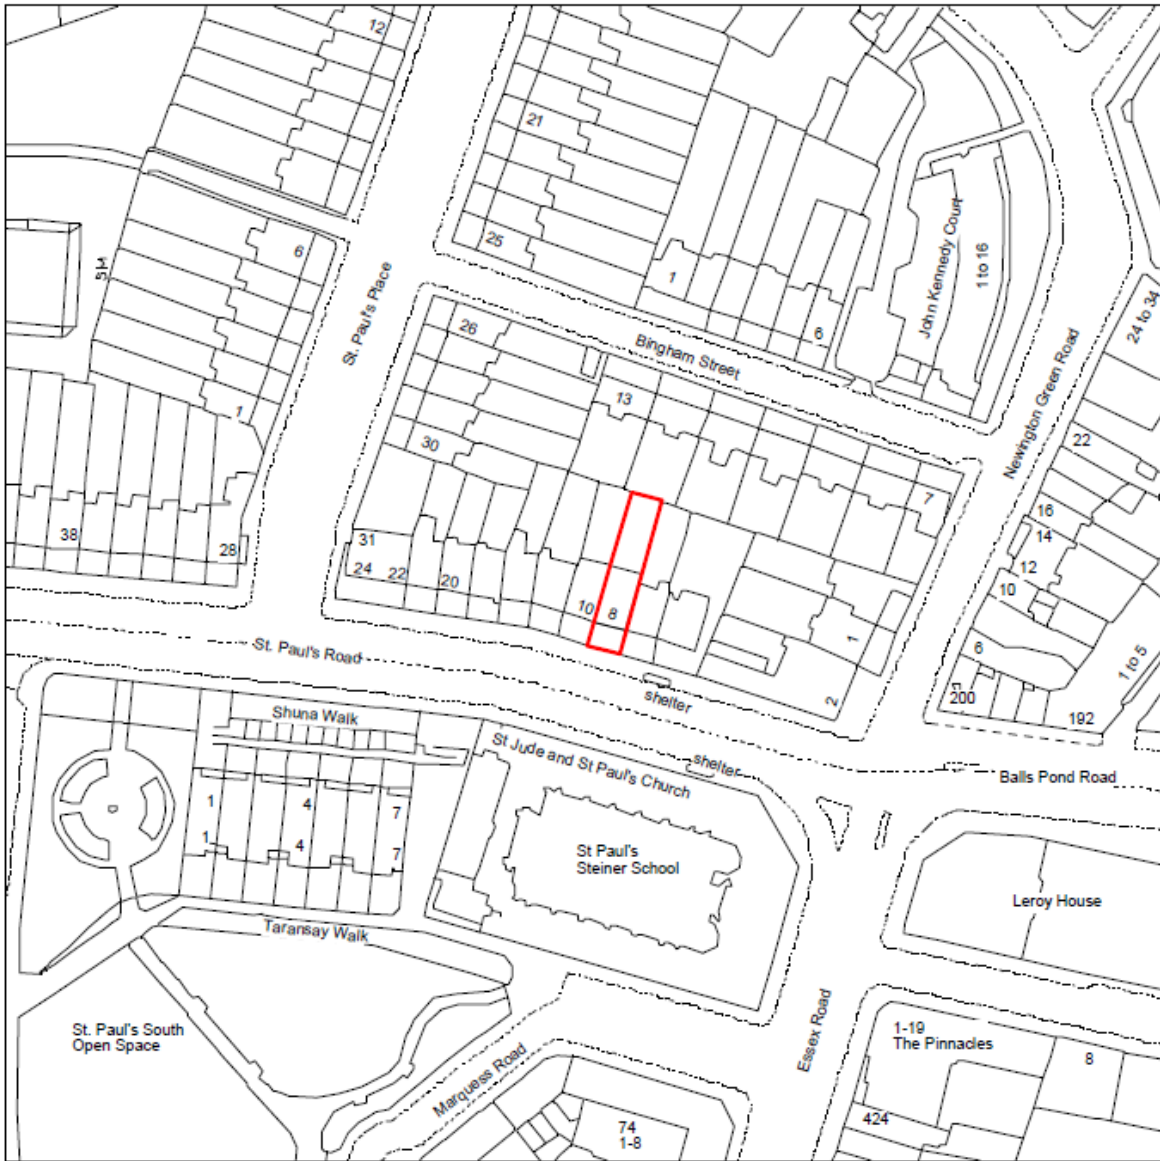 12
21
25
6
SM
St. Paul's Place
1
1
6
John Kennedy Court
1 to 16
24 to 34
Newington Green Road
Bingham Street
26
13
30
22
7
16
14
12
10
38
28
31
24
22
20
10
8
1
6
1 to 5
2
200
192
St. Paul's Road
shelter
Shuna Walk
St Jude and St Paul's Church
shelter
Balls Pond Road
1
4
7
1
4
7
St Paul's
Steiner School
Leroy House
Taransay Walk
St. Paul's South
Open Space
Marquess Road
Essex Road
1-19
The Pinnacles
8
424
74
1-8